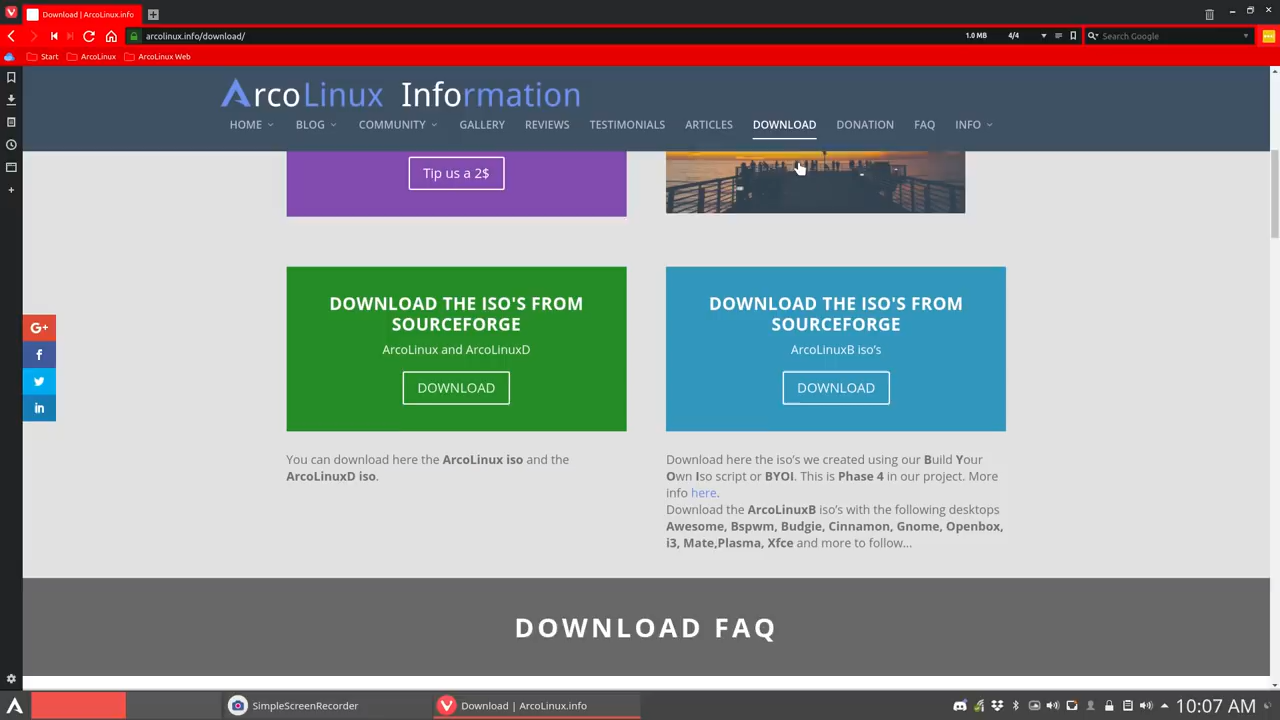 Download | ArcoLinux.info
arcolinux.info/download/
1.0 MB
4/4
Search Google
Start
ArcoLinux
ArcoLinux Web
ArcoLinux Information
HOME
BLOG
COMMUNITY
GALLERY
REVIEWS
TESTIMONIALS
ARTICLES
DOWNLOAD
DONATION
FAQ
INFO
Tip us a 2$
DOWNLOAD THE ISO'S FROM
SOURCEFORGE
ArcoLinux and ArcoLinuxD
DOWNLOAD
You can download here the ArcoLinux iso and the
ArcoLinuxD iso.
DOWNLOAD THE ISO'S FROM
SOURCEFORGE
ArcoLinuxB iso's
DOWNLOAD
Download here the iso's we created using our Build Your
Own Iso script or BYOI. This is Phase 4 in our project. More
info here.
Download the ArcoLinuxB iso's with the following desktops
Awesome, Bspwm, Budgie, Cinnamon, Gnome, Openbox,
i3, Mate,Plasma, Xfce and more to follow...
G+
f
in
DOWNLOAD FAQ
SimpleScreenRecorder
Download | ArcoLinux.info
10:07 AM